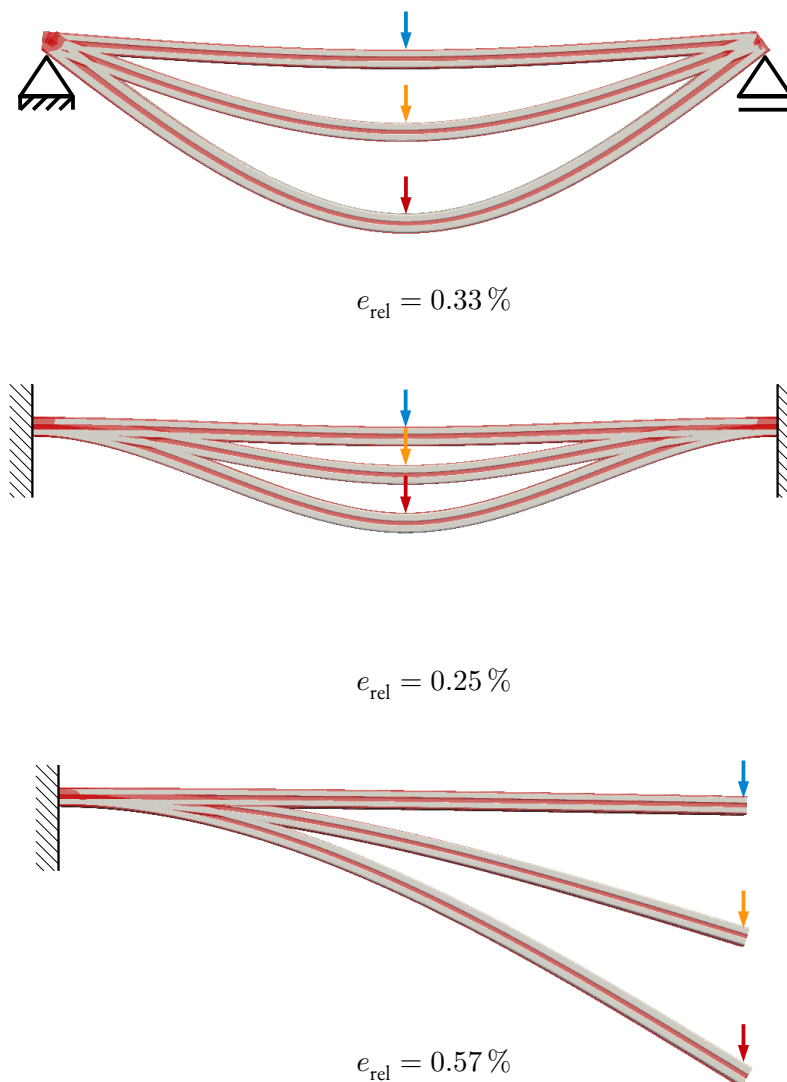 e_rel = 0.33 %
e_rel = 0.25 %
e_rel = 0.57 %